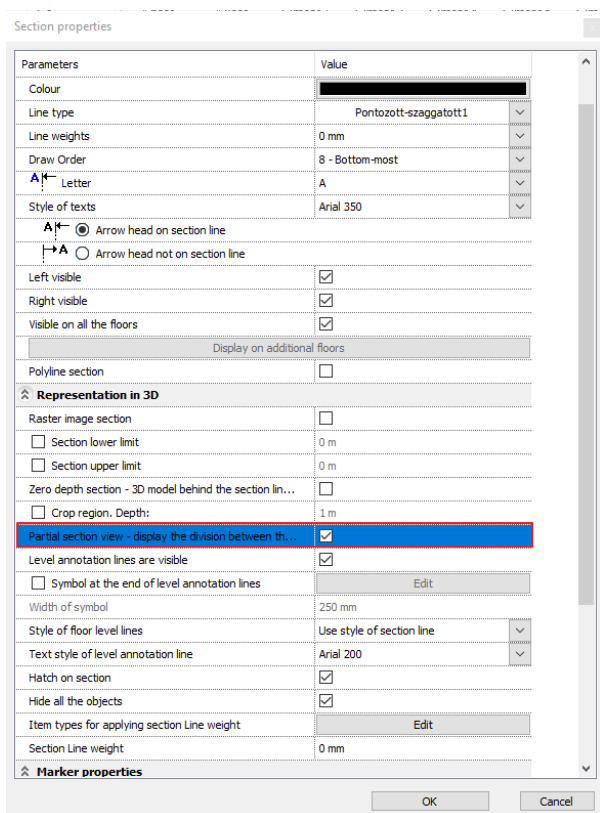 Section properties
Parameters Value
Colour
Line type Pontozott-szaggatott1
Line weights 0 mm
Draw Order 8 - Bottom-most
A Letter A
Style of texts Arial 350
A Arrow head on section line
A Arrow head not on section line
Left visible
Right visible
Visible on all the floors
Display on additional floors
Polyline section
Representation in 3D
Raster image section
Section lower limit 0 m
Section upper limit 0 m
Zero depth section - 3D model behind the section lin...
Crop region. Depth: 1 m
Partial section view - display the division between th...
Level annotation lines are visible
Symbol at the end of level annotation lines Edit
Width of symbol 250 mm
Style of floor level lines Use style of section line
Text style of level annotation line Arial 200
Hatch on section
Hide all the objects
Item types for applying section Line weight Edit
Section Line weight 0 mm
Marker properties
OK Cancel